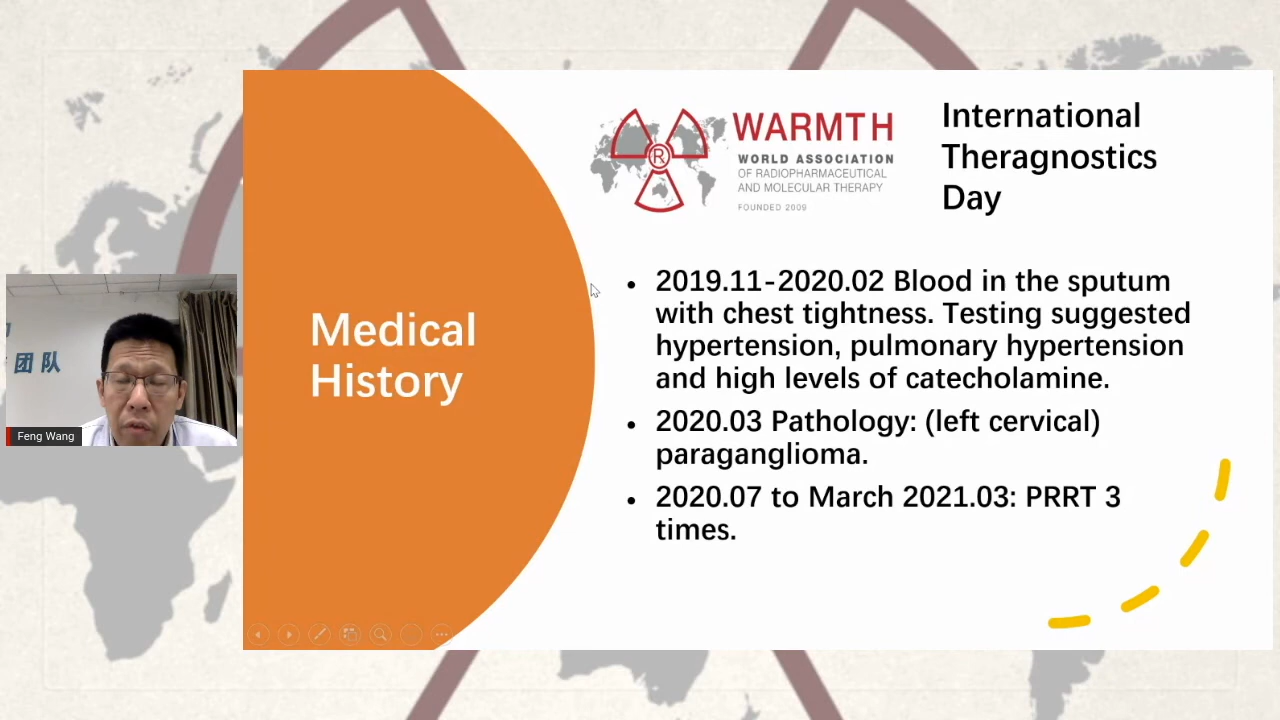 WARMTH
WORLD ASSOCIATION
OF RADIOPHARMACEUTICAL
AND MOLECULAR THERAPY
FOUNDED 2009
R
International
Theragnostics
Day
Medical
History
• 2019.11-2020.02 Blood in the sputum
with chest tightness. Testing suggested
hypertension, pulmonary hypertension
and high levels of catecholamine.
• 2020.03 Pathology: (left cervical)
paraganglioma.
• 2020.07 to March 2021.03: PRRT 3
times.
团队
Feng Wang